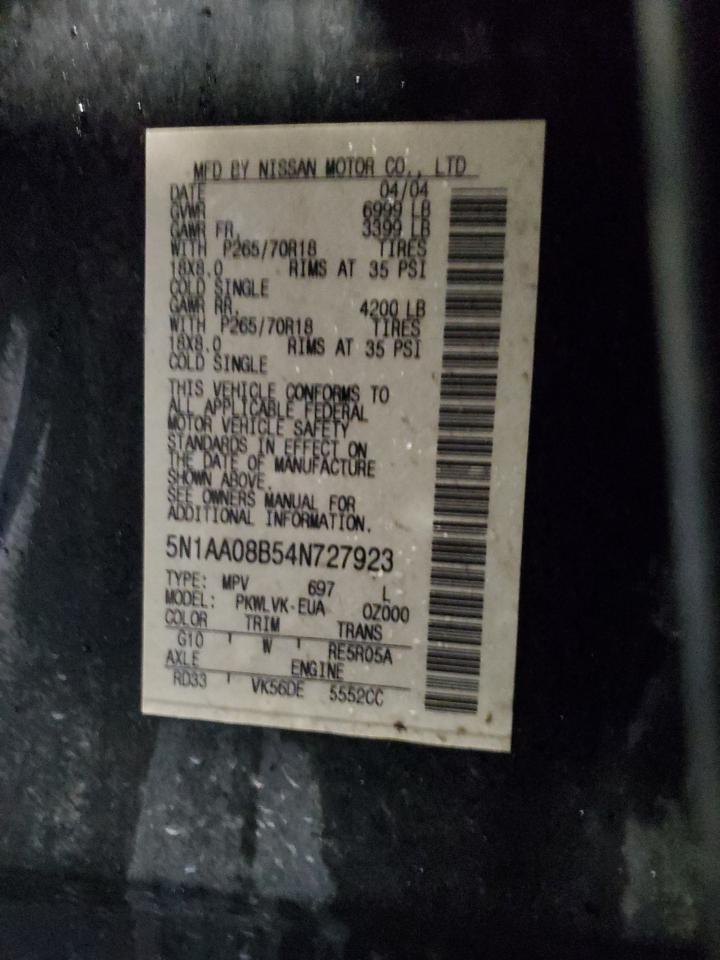 MFD BY NISSAN MOTOR CO., LTD
DATE 04/04
GVWR 6999 LB
GAWR FR. 3399 LB
WITH P265/70R18 TIRES
18X8.0 RIMS AT 35 PSI
COLD SINGLE
GAWR RR. 4200 LB
WITH P265/70R18 TIRES
18X8.0 RIMS AT 35 PSI
COLD SINGLE
THIS VEHICLE CONFORMS TO
ALL APPLICABLE FEDERAL
MOTOR VEHICLE SAFETY
STANDARDS IN EFFECT ON
THE DATE OF MANUFACTURE
SHOWN ABOVE.
SEE OWNERS MANUAL FOR
ADDITIONAL INFORMATION.
5N1AA08B54N727923
TYPE: MPV 697 L
MODEL: PKWLVK-EUA 0Z000
COLOR TRIM TRANS
G10 ' W ' RE5R05A
AXLE ENGINE
RD33 ' VK56DE 5552CC